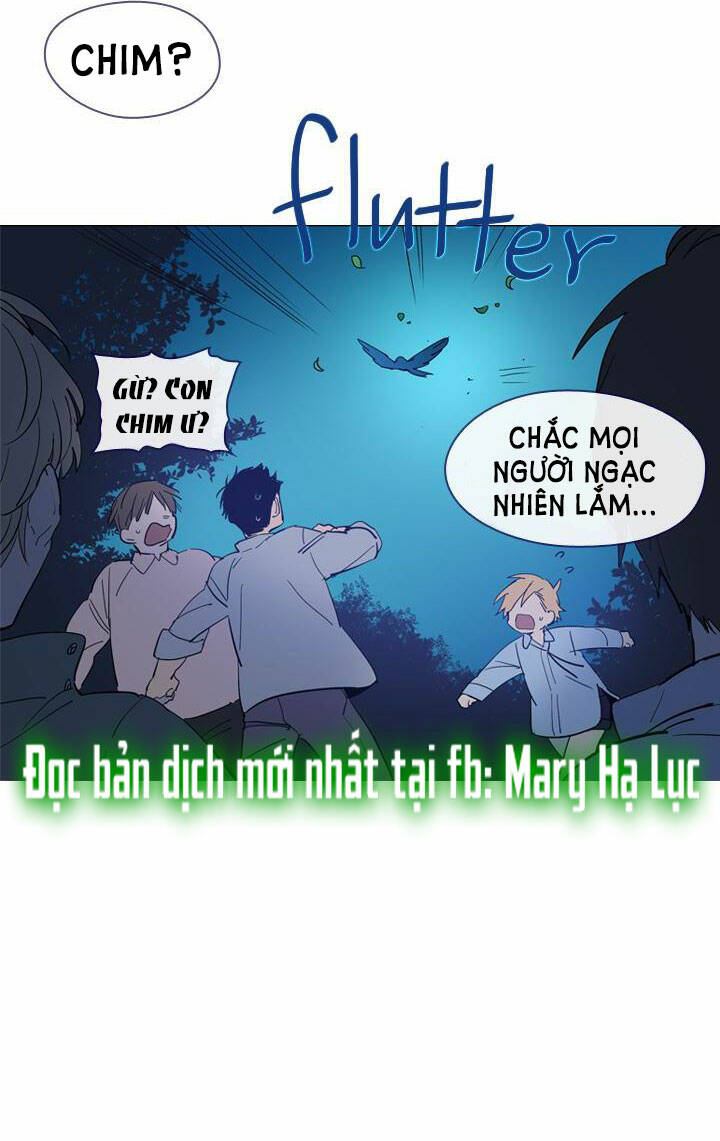 CHIM?
flutter
GỪ? CON
CHIM Ư?
CHẮC MỌI
NGƯỜI NGẠC
NHIÊN LẮM...
Đọc bản dịch mới nhất tại fb: Mary Hạ Lục